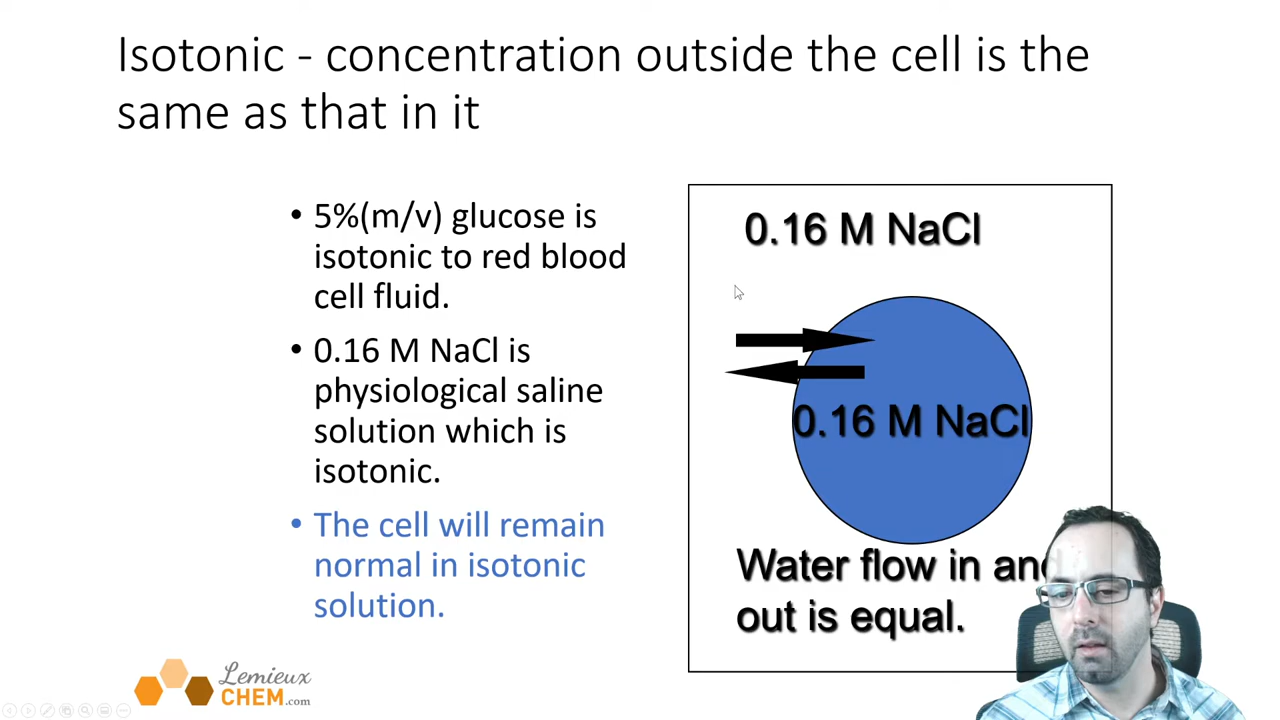 Isotonic - concentration outside the cell is the
same as that in it
• 5%(m/v) glucose is
isotonic to red blood
cell fluid.
• 0.16 M NaCl is
physiological saline
solution which is
isotonic.
• The cell will remain
normal in isotonic
solution.
0.16 M NaCl
0.16 M NaCl
Water flow in and
out is equal.
Lemieux
CHEM.com